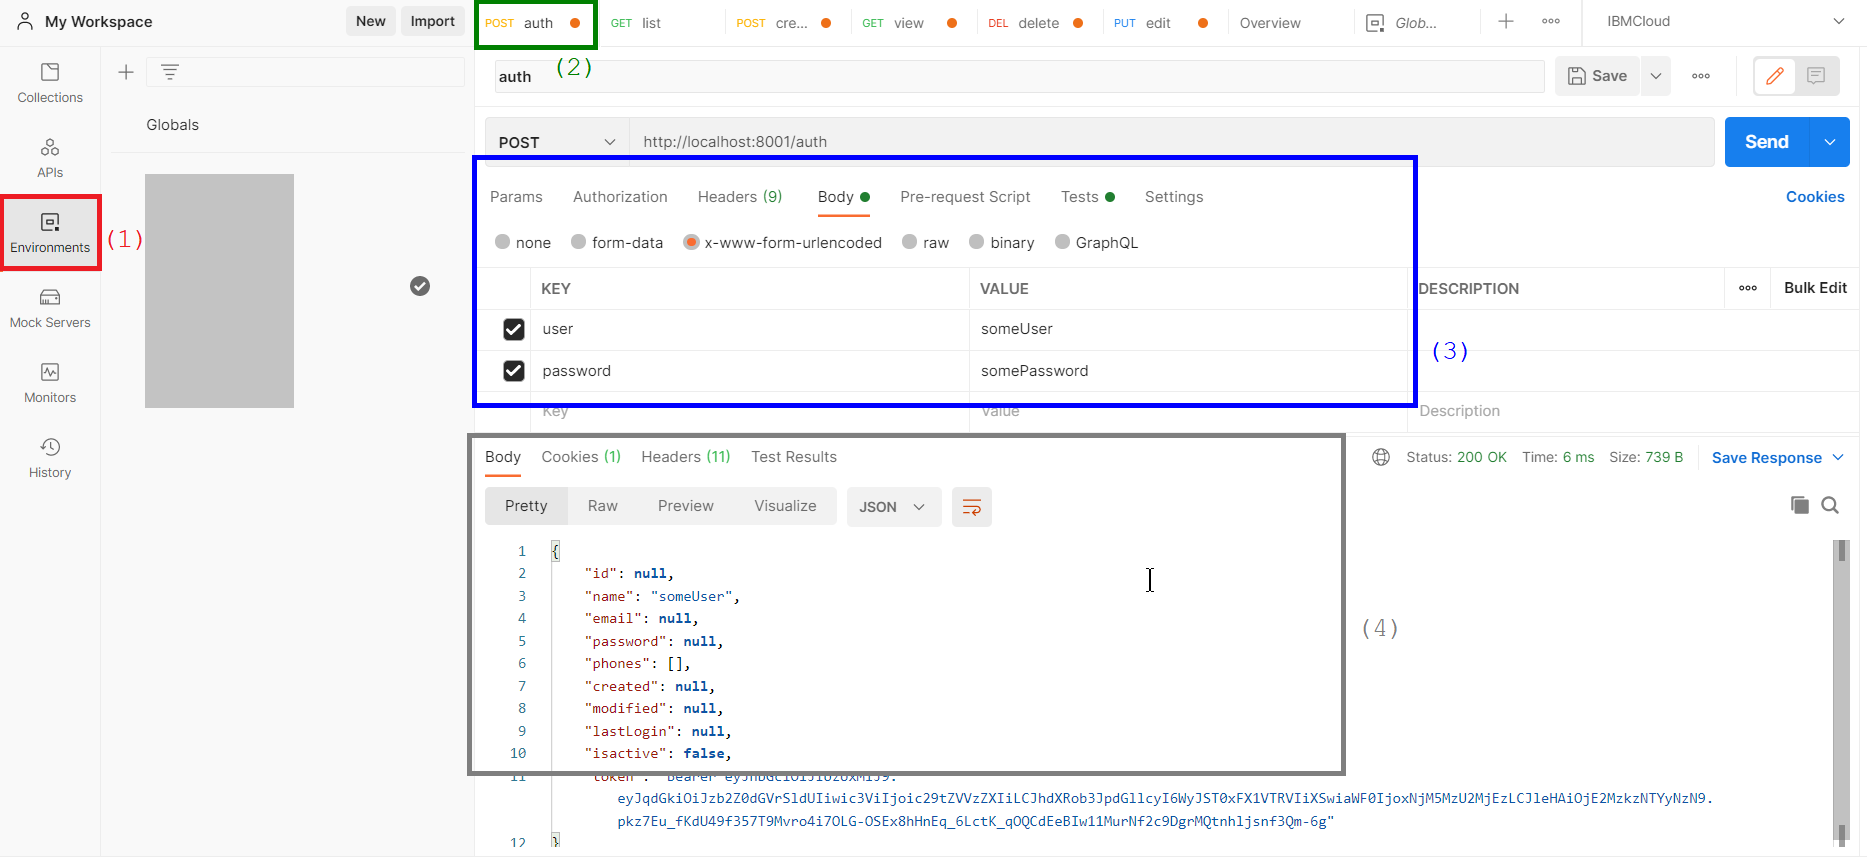 My Workspace
New
Import
POST auth
GET list
POST cre...
GET view
DEL delete
PUT edit
Overview
Glob...
IBMCloud
(2)
auth
Save
Collections
Globals
APIs
POST
http://localhost:8001/auth
Send
Environments
(1)
Params
Authorization
Headers (9)
Body
Pre-request Script
Tests
Settings
Cookies
none
form-data
x-www-form-urlencoded
raw
binary
GraphQL
KEY
VALUE
DESCRIPTION
Bulk Edit
Mock Servers
user
someUser
(3)
password
somePassword
Monitors
Key
Value
Description
History
Body
Cookies (1)
Headers (11)
Test Results
Status: 200 OK
Time: 6 ms
Size: 739 B
Save Response
Pretty
Raw
Preview
Visualize
JSON
1 {
2 "id": null,
3 "name": "someUser",
4 "email": null,
5 "password": null,
6 "phones": [],
7 "created": null,
8 "modified": null,
9 "lastLogin": null,
10 "isactive": false,
(4)
11 "token": "Bearer eyJhbGciOiJIUzUxMiJ9.
eyJqdGkiOiJzb2Z0dGVrSldUIiwic3ViIjoic29tZVVzZXIiLCJhdXRob3JpdGllcyI6WyJST0xFX1VTRVIiXSwiaWF0IjoxNjM5MzU2MjEzLCJleHAiOjE2MzkzNTYyNzN9.
pkz7Eu_fKdU49f357T9Mvro4i7OLG-OSEx8hHnEq_6LctK_qOQCdEeBIw11MurNf2c9DgrMQtnhljsnf3Qm-6g"
12 }